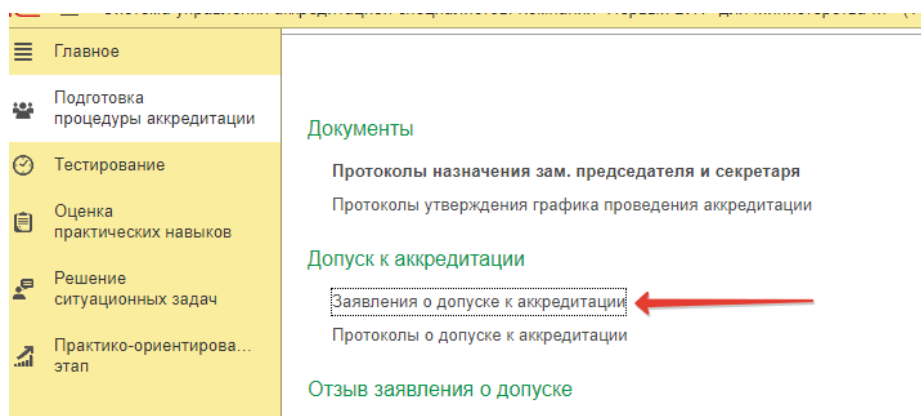 Главное
Подготовка
процедуры аккредитации
Тестирование
Оценка
практических навыков
Решение
ситуационных задач
Практико-ориентирова...
этап
Документы
Протоколы назначения зам. председателя и секретаря
Протоколы утверждения графика проведения аккредитации
Допуск к аккредитации
Заявления о допуске к аккредитации
Протоколы о допуске к аккредитации
Отзыв заявления о допуске